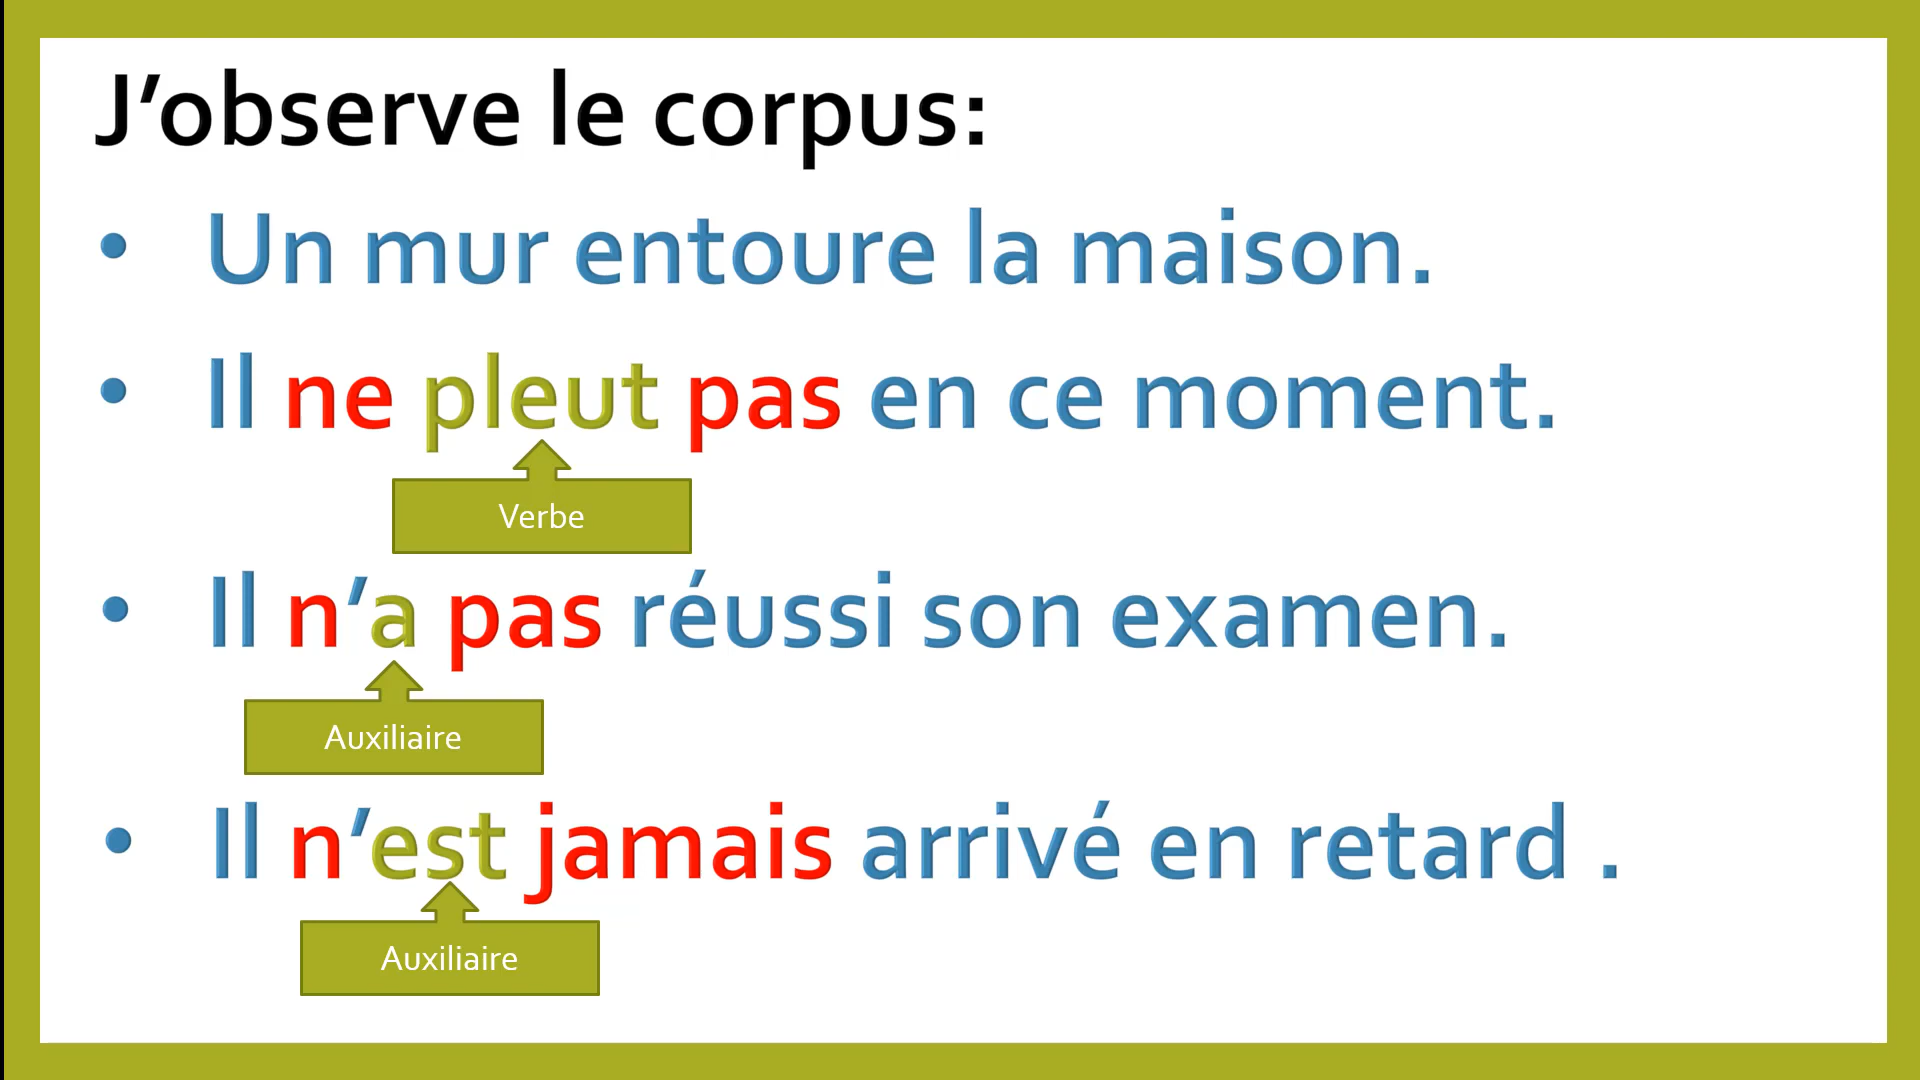 J’observe le corpus:
• Un mur entoure la maison.
• Il ne pleut pas en ce moment.
Verbe
• Il n’a pas réussi son examen.
Auxiliaire
• Il n’est jamais arrivé en retard .
Auxiliaire